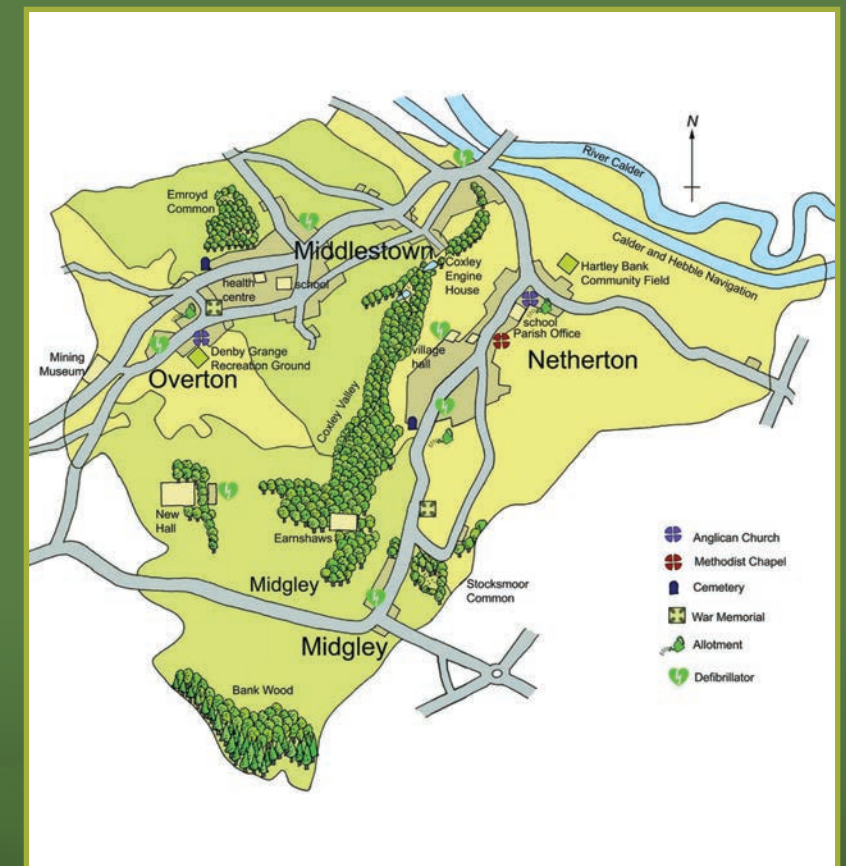 N
River Calder
Calder and Hebble Navigation
Emroyd
Common
Middlestown
health
centre
school
Coxley
Engine
House
Hartley Bank
Community Field
school
Parish Office
Netherton
village
hall
Mining
Museum
Overton
Denby Grange
Recreation Ground
Coxley Valley
New
Hall
Earnshaws
Midgley
Stocksmoor
Common
Midgley
Bank Wood
Anglican Church
Methodist Chapel
Cemetery
War Memorial
Allotment
Defibrillator